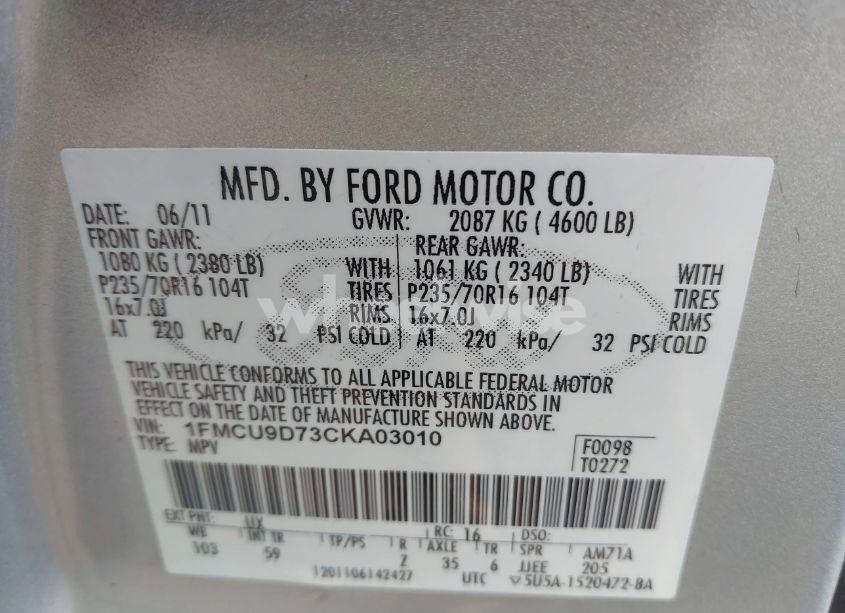 MFD. BY FORD MOTOR CO.
DATE: 06/11 GVWR: 2087 KG ( 4600 LB)
FRONT GAWR: REAR GAWR:
1080 KG ( 2380 LB) WITH 1061 KG ( 2340 LB) WITH
P235/70R16 104T TIRES P235/70R16 104T TIRES
16x7.0J RIMS 16x7.0J RIMS
AT 220 kPa/ 32 PSI COLD AT 220 kPa/ 32 PSI COLD
THIS VEHICLE CONFORMS TO ALL APPLICABLE FEDERAL MOTOR
VEHICLE SAFETY AND THEFT PREVENTION STANDARDS IN
EFFECT ON THE DATE OF MANUFACTURE SHOWN ABOVE.
VIN: 1FMCU9D73CKA03010
TYPE: MPV
F0098
T0272
EXT PNT: UX RC: 16 DSO:
WB INT TR TP/PS R AXLE TR SPR AM71A
103 59 Z 35 6 JJEE 205
1201106142427 UTC ▽5U5A-1520472-BA